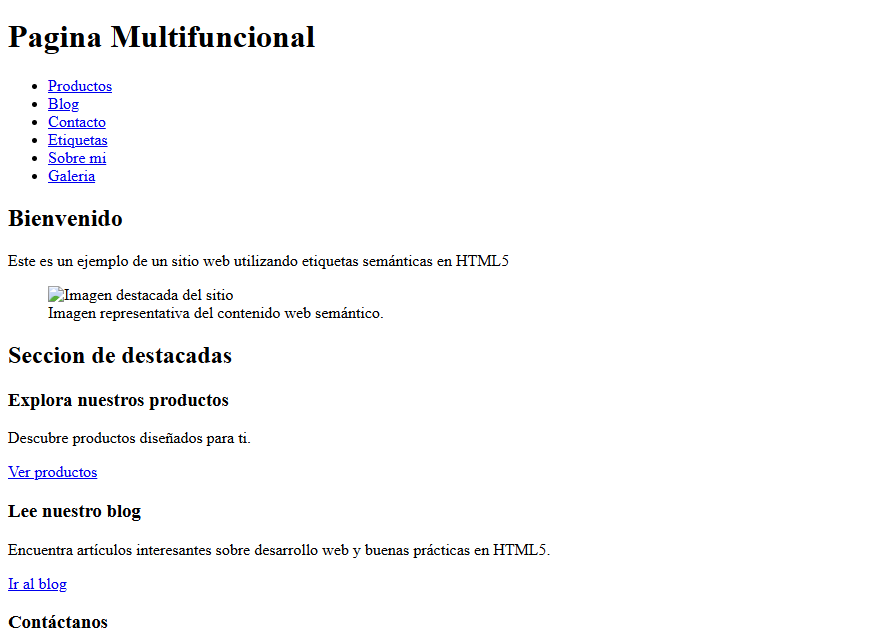 Pagina Multifuncional
Productos
Blog
Contacto
Etiquetas
Sobre mi
Galeria
Bienvenido
Este es un ejemplo de un sitio web utilizando etiquetas semánticas en HTML5
Imagen destacada del sitio
Imagen representativa del contenido web semántico.
Seccion de destacadas
Explora nuestros productos
Descubre productos diseñados para ti.
Ver productos
Lee nuestro blog
Encuentra artículos interesantes sobre desarrollo web y buenas prácticas en HTML5.
Ir al blog
Contáctanos